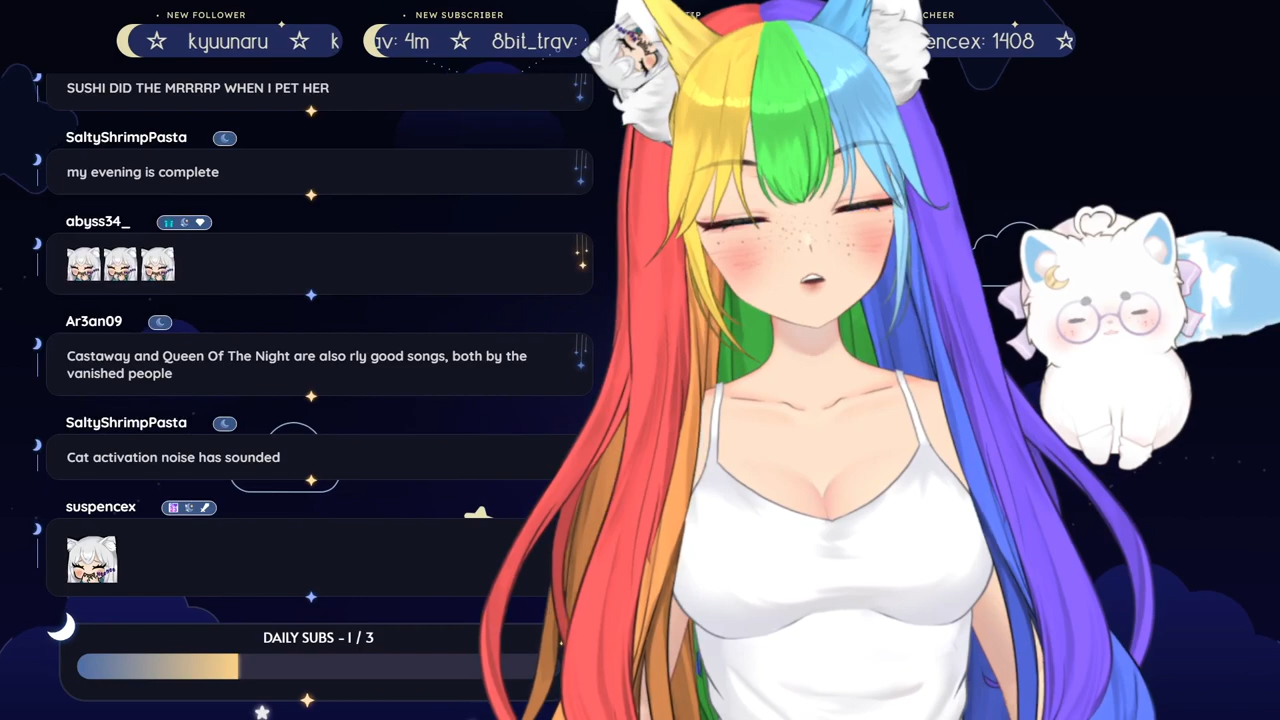 NEW FOLLOWER
NEW SUBSCRIBER
CHEER
kyuunaru
k
av: 4m
8bit_trav:
encex: 1408
SUSHI DID THE MRRRRP WHEN I PET HER
SaltyShrimpPasta
my evening is complete
abyss34_
Ar3an09
Castaway and Queen Of The Night are also rly good songs, both by the
vanished people
SaltyShrimpPasta
Cat activation noise has sounded
suspencex
DAILY SUBS - 1 / 3